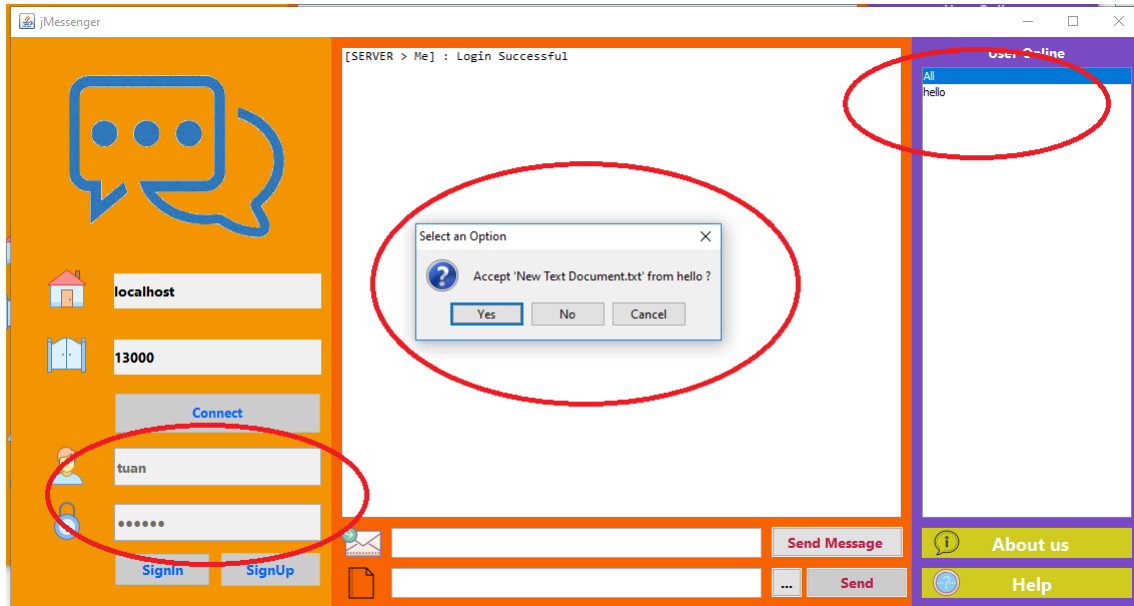 jMessenger
[SERVER > Me] : Login Successful
User Online
All
hello
Select an Option
Accept 'New Text Document.txt' from hello ?
Yes No Cancel
localhost
13000
Connect
tuan
••••••
SignIn SignUp
Send Message
... Send
About us
Help